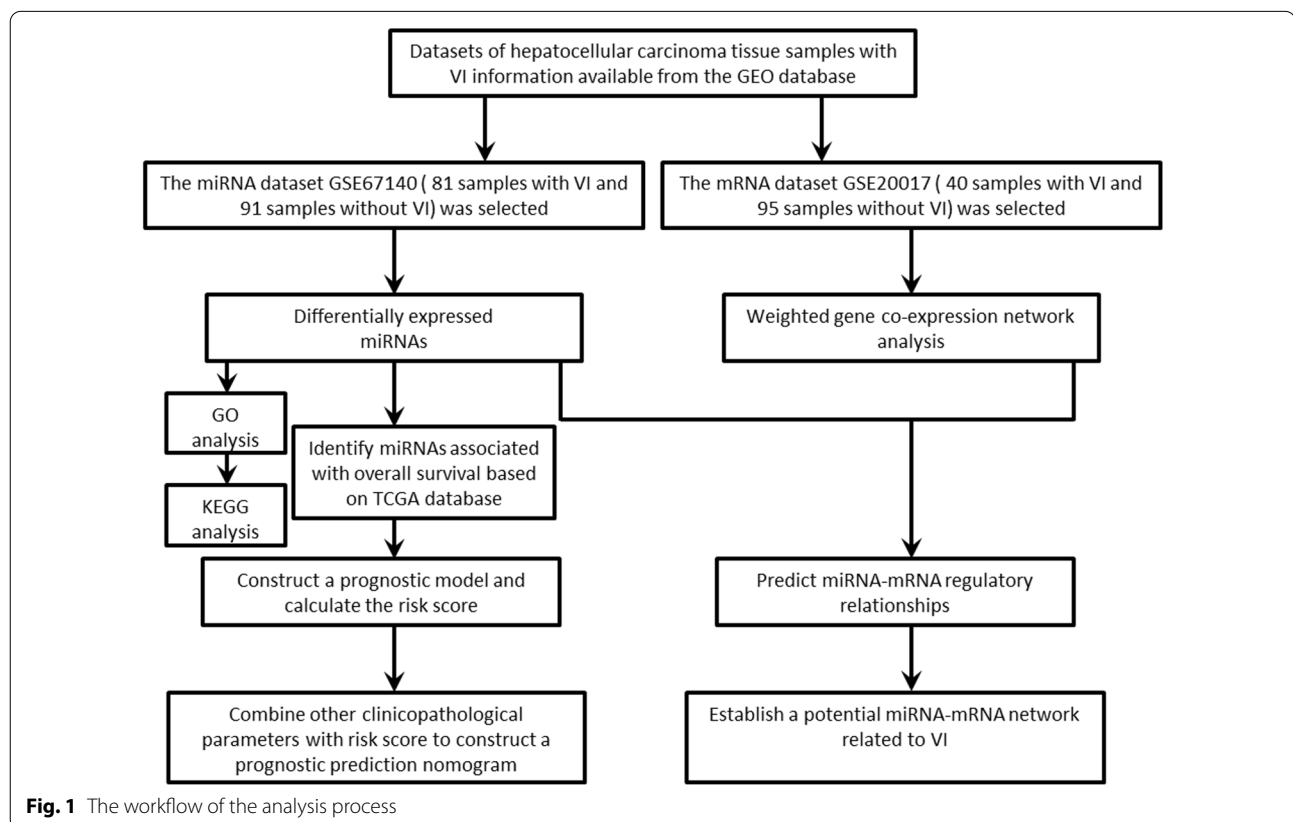 Datasets of hepatocellular carcinoma tissue samples with
VI information available from the GEO database
The miRNA dataset GSE67140 ( 81 samples with VI and
91 samples without VI) was selected
The mRNA dataset GSE20017 ( 40 samples with VI and
95 samples without VI) was selected
Differentially expressed
miRNAs
Weighted gene co-expression network
analysis
GO
analysis
KEGG
analysis
Identify miRNAs associated
with overall survival based
on TCGA database
Construct a prognostic model and
calculate the risk score
Predict miRNA-mRNA regulatory
relationships
Combine other clinicopathological
parameters with risk score to construct a
prognostic prediction nomogram
Establish a potential miRNA-mRNA network
related to VI
Fig. 1 The workflow of the analysis process